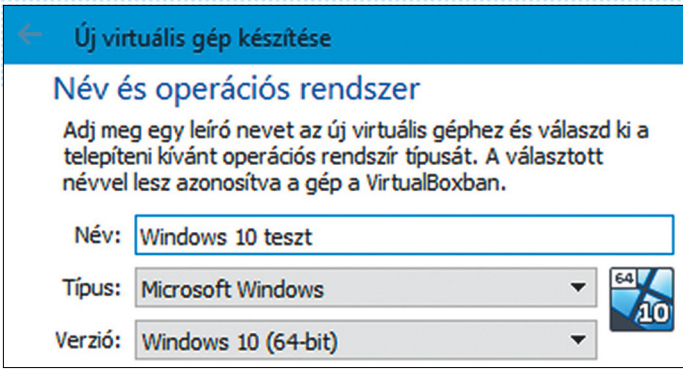 Új virtuális gép készítése
Név és operációs rendszer
Adj meg egy leíró nevet az új virtuális géphez és válaszd ki a
telepíteni kívánt operációs rendszír típusát. A választott
névvel lesz azonosítva a gép a VirtualBoxban.
Név: Windows 10 teszt
Típus: Microsoft Windows
64
10
Verzió: Windows 10 (64-bit)